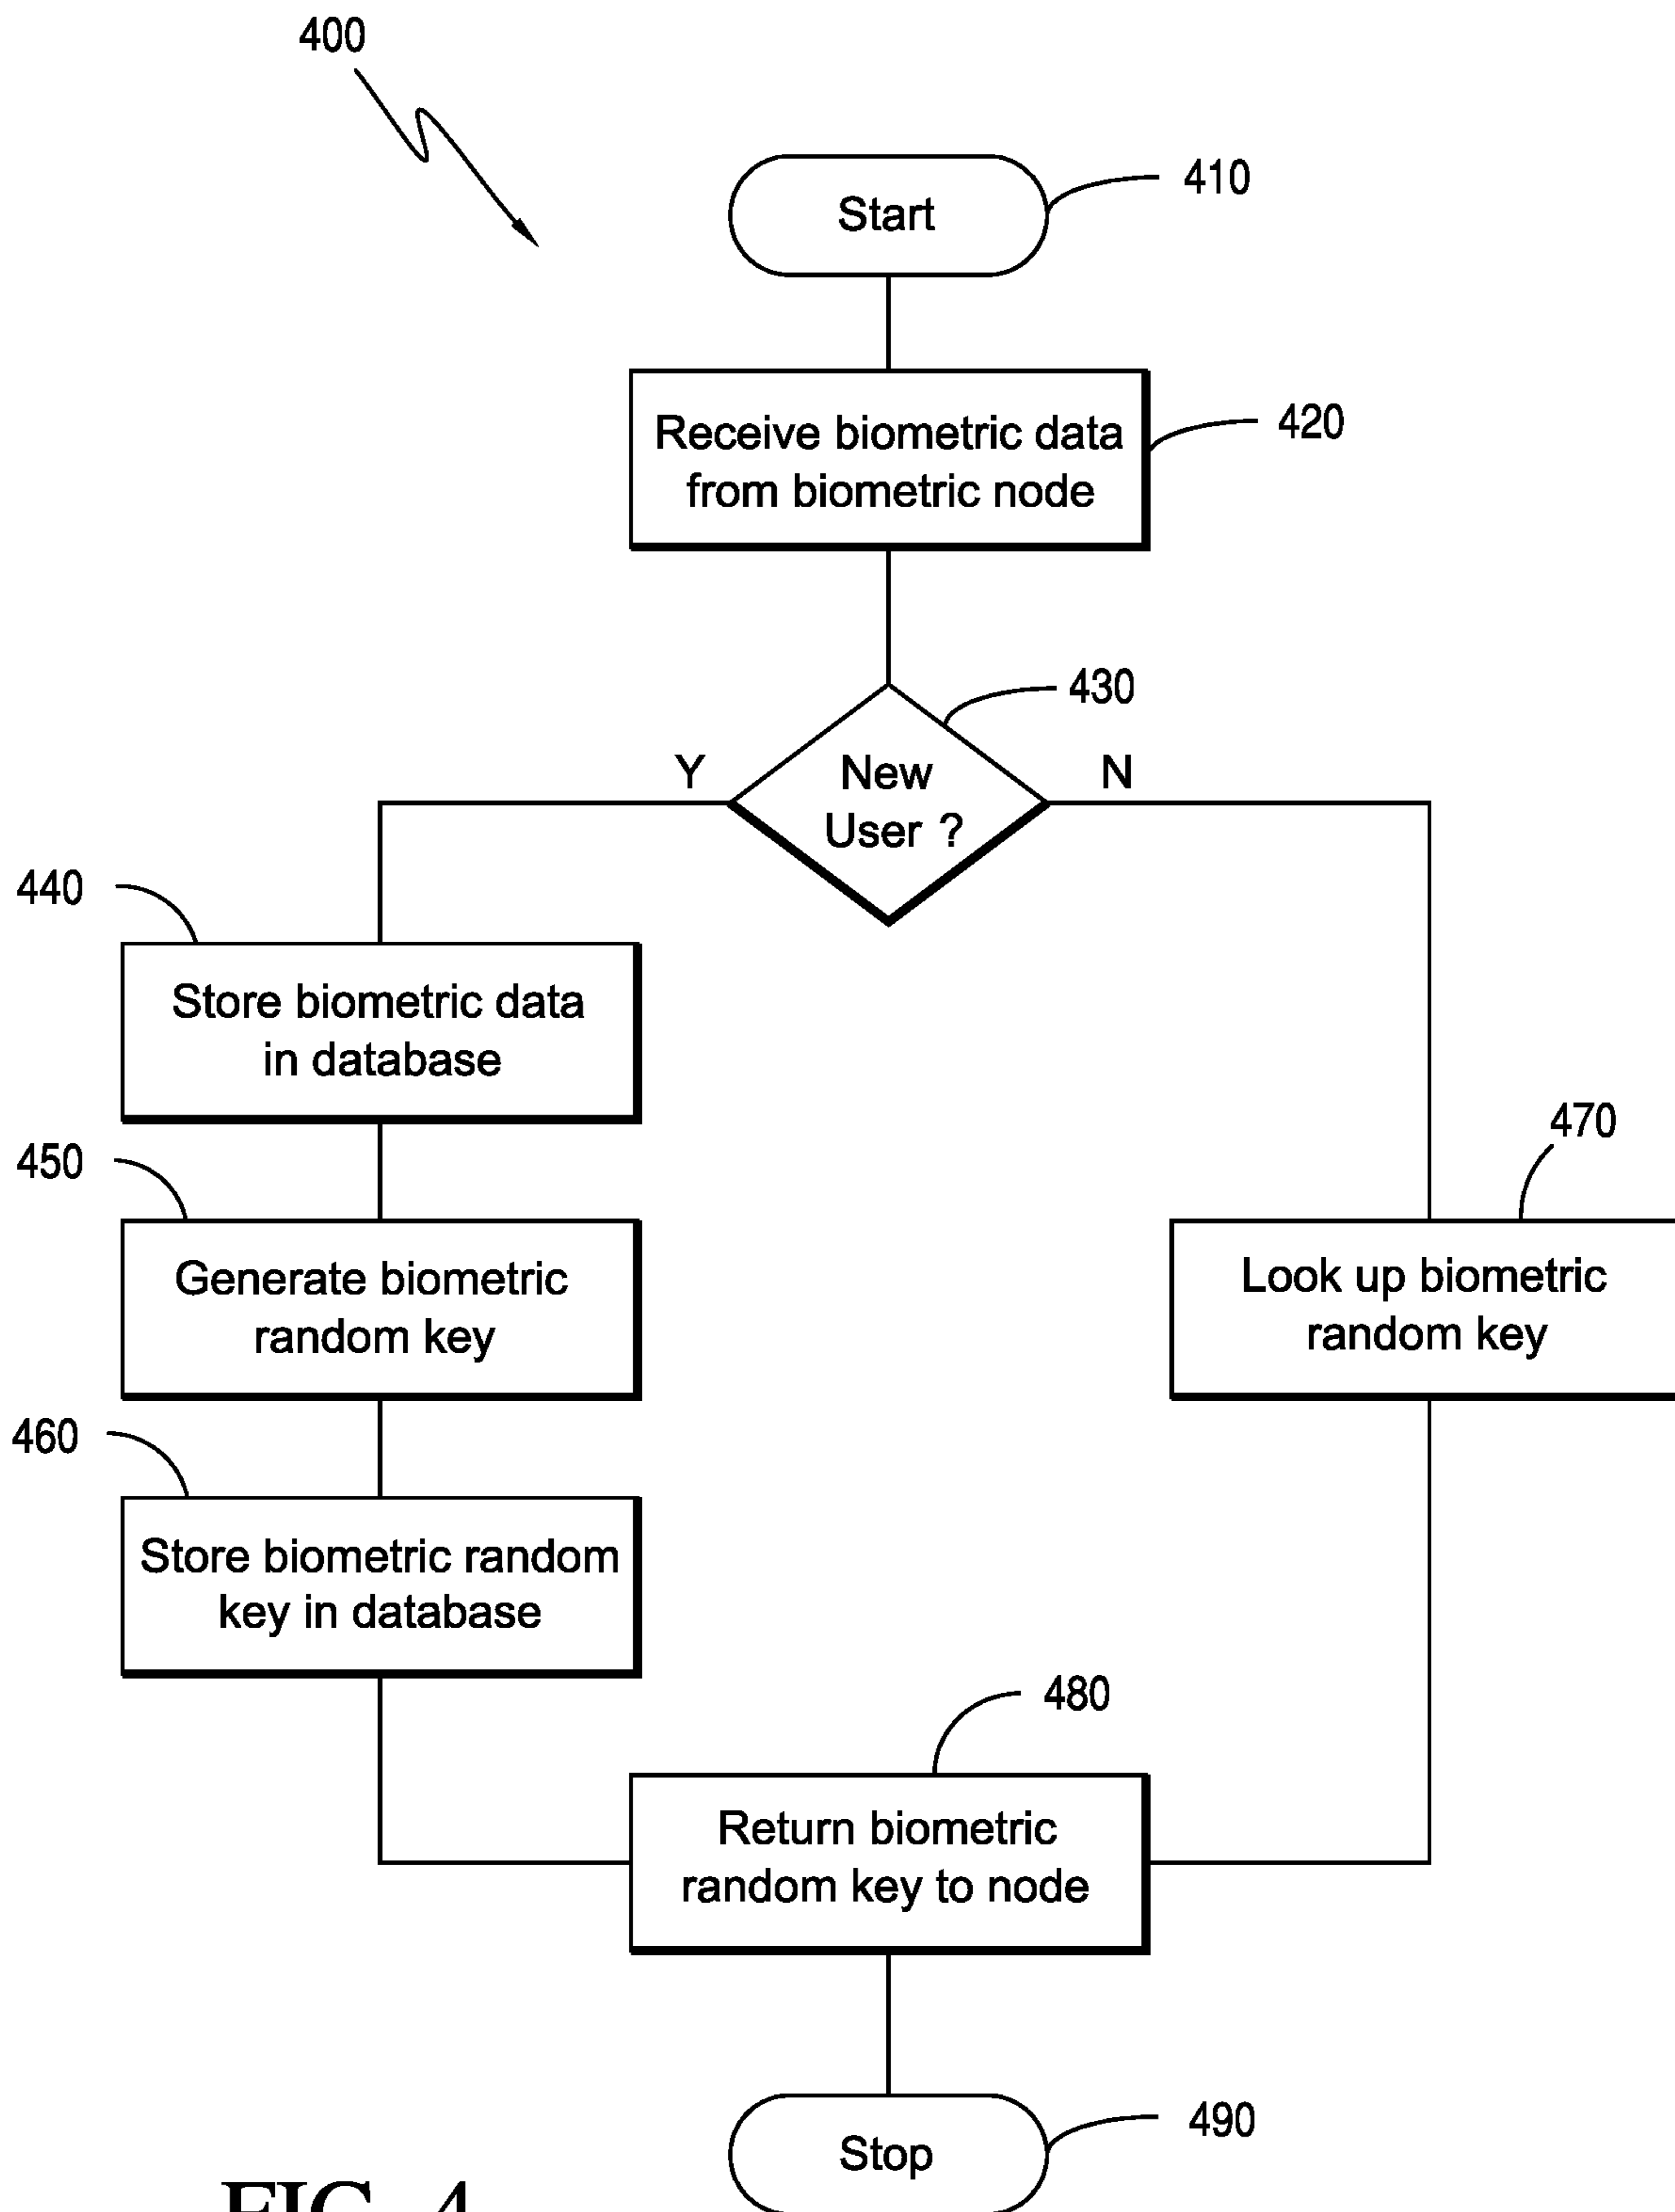 400
Start
410
Receive biometric data
from biometric node
420
430
Y
New
User ?
N
440
Store biometric data
in database
450
Generate biometric
random key
470
Look up biometric
random key
460
Store biometric random
key in database
480
Return biometric
random key to node
Stop
490
FIG. 4